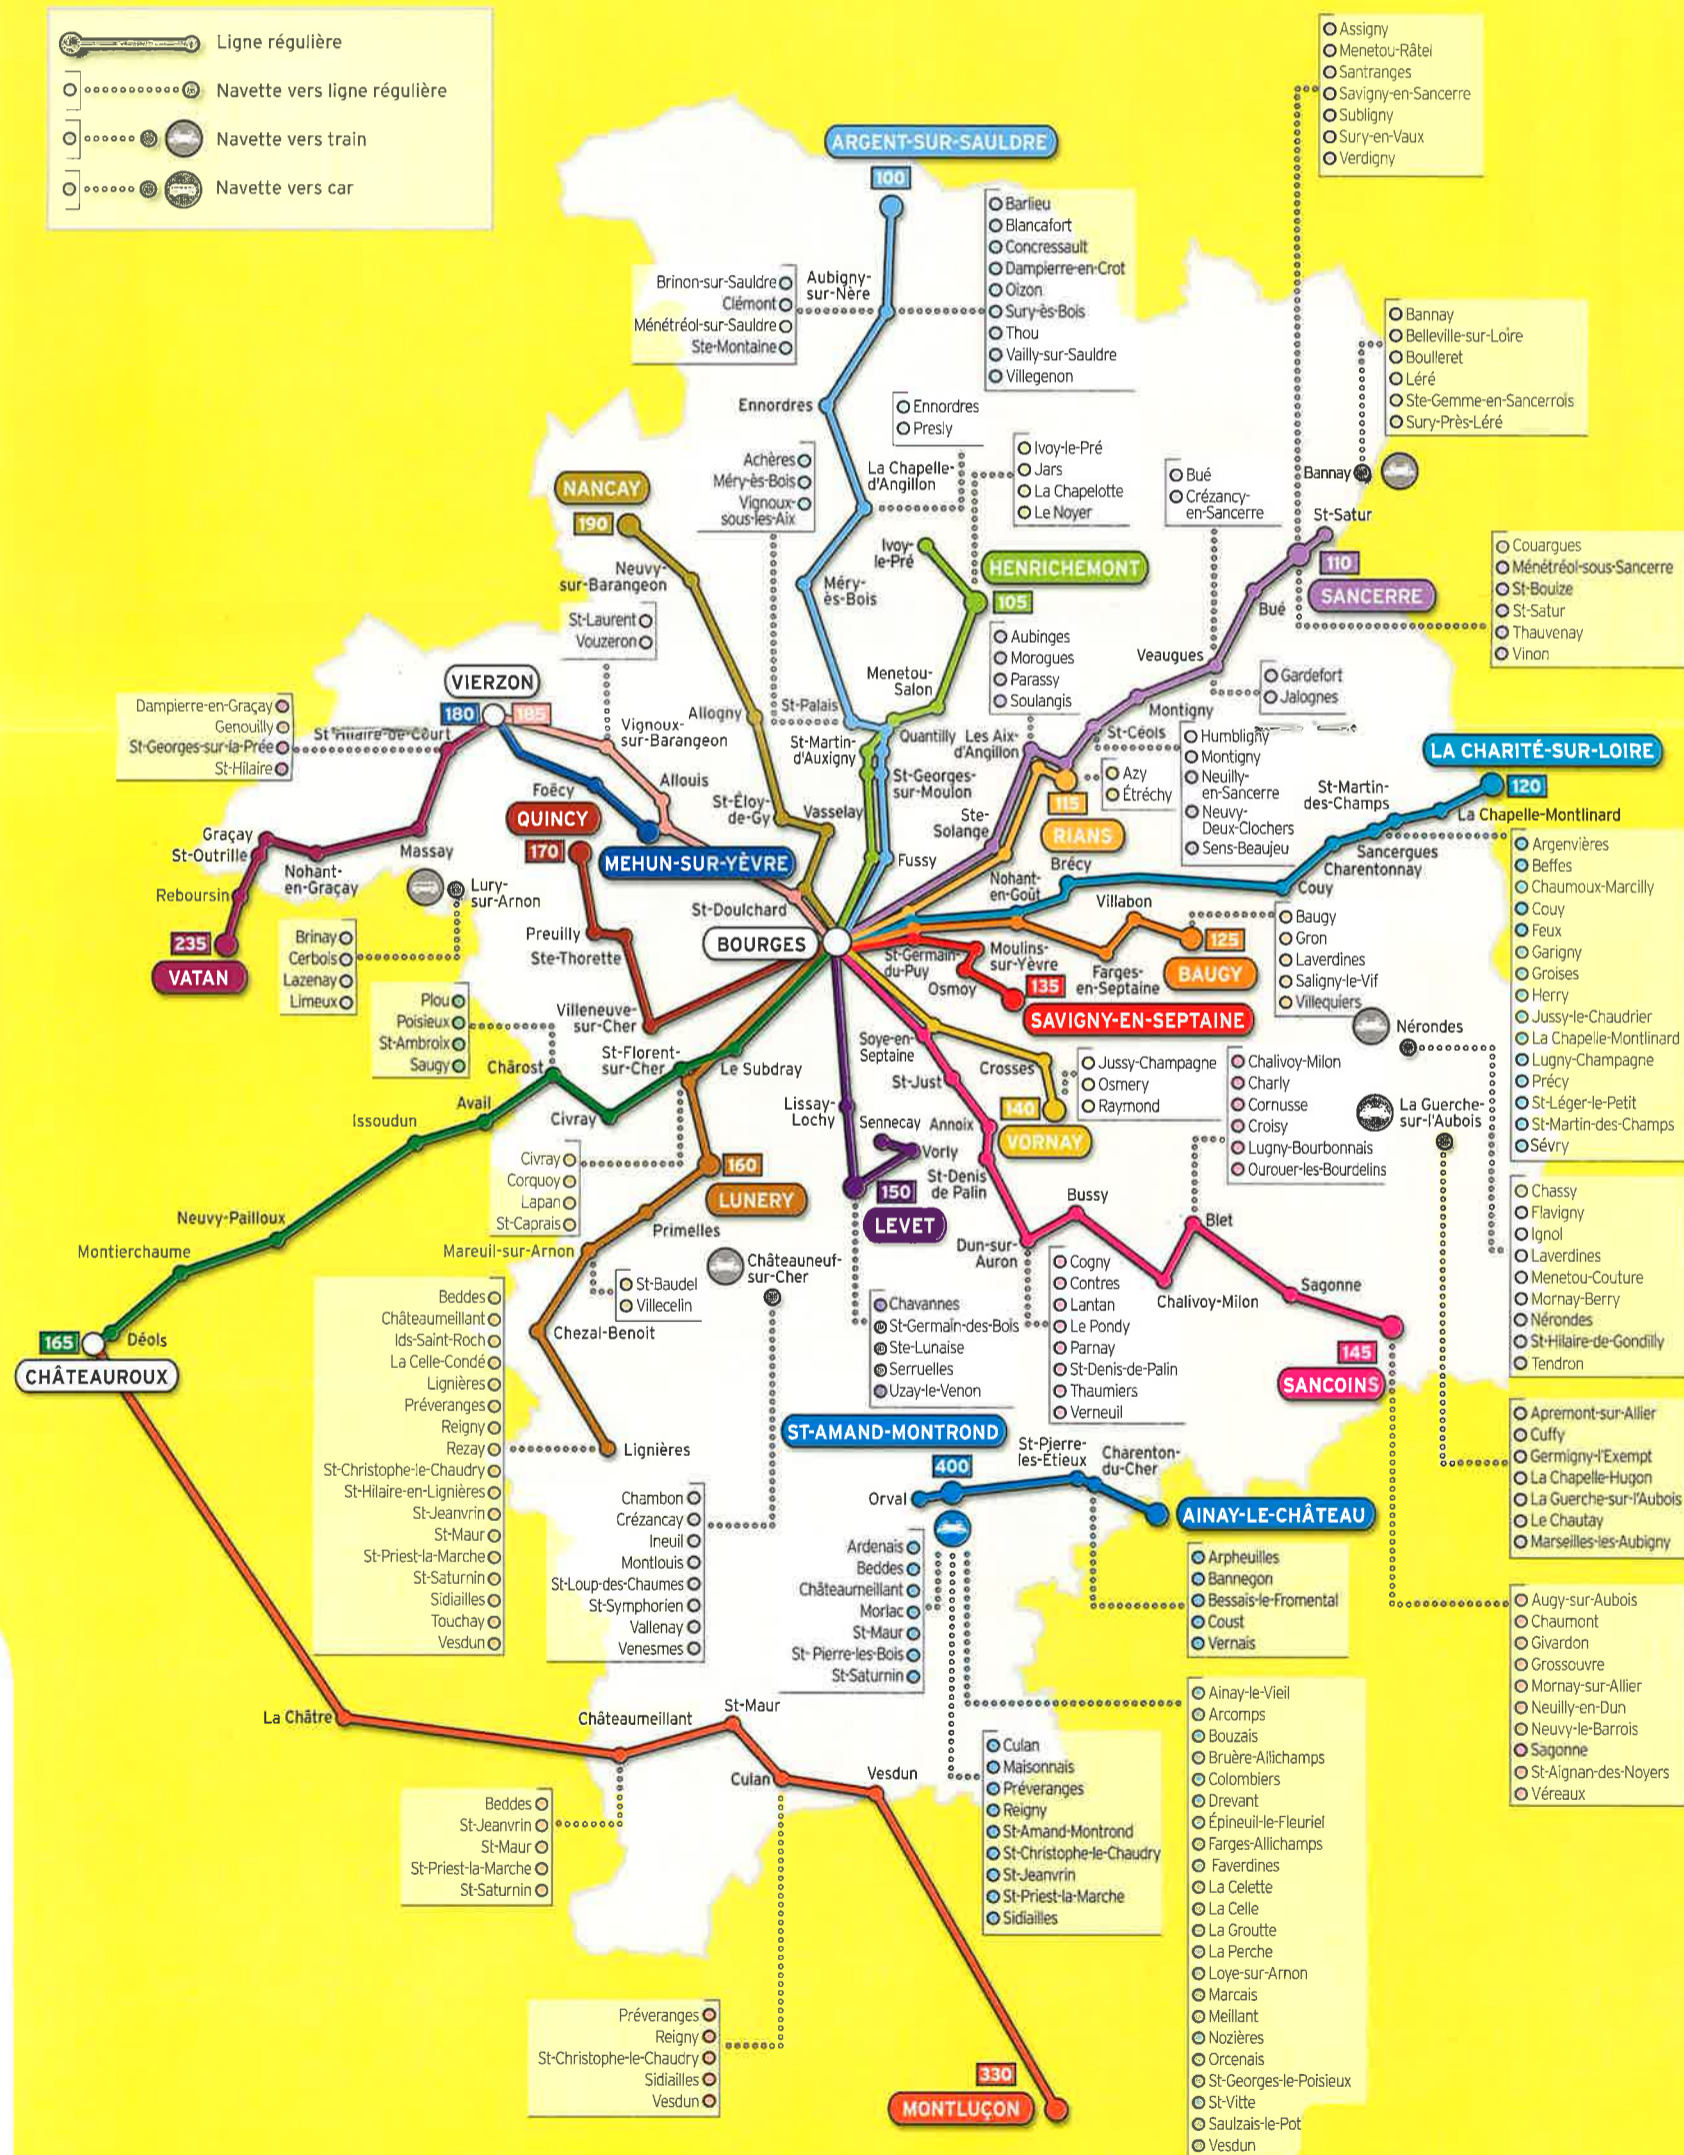 Ligne régulière
Navette vers ligne régulière
Navette vers train
Navette vers car
Assigny
Menetou-Râtel
Santranges
Savigny-en-Sancerre
Subligny
Sury-en-Vaux
Verdigny
ARGENT-SUR-SAULDRE
100
Barlieu
Blancafort
Concressault
Dampierre-en-Crot
Oizon
Sury-ès-Bois
Thou
Vailly-sur-Sauldre
Villegenon
Brinon-sur-Sauldre
Clémont
Ménétréol-sur-Sauldre
Ste-Montaine
Aubigny-
sur-Nère
Bannay
Belleville-sur-Loire
Boulleret
Léré
Ste-Gemme-en-Sancerrois
Sury-Près-Léré
Bannay
Ennordres
Ennordres
Presly
Achères
Méry-ès-Bois
Vignoux-
sous-les-Aix
La Chapelle-
d'Angillon
Ivoy-le-Pré
Jars
La Chapelotte
Le Noyer
Bué
Crézancy-
en-Sancerre
St-Satur
NANCAY
190
Neuvy-
sur-Barangeon
Ivoy-
le-Pré
HENRICHEMONT
105
Méry-
ès-Bois
110
SANCERRE
Bué
Couargues
Ménétréol-sous-Sancerre
St-Bouize
St-Satur
Thauvenay
Vinon
St-Laurent
Vouzeron
Aubinges
Morogues
Parassy
Soulangis
Veaugues
Gardefort
Jalognes
Montigny
St-Céols
Humbligny
Montigny
Neuilly-
en-Sancerre
Neuvy-
Deux-Clochers
Sens-Beaujeu
Menetou-
Salon
St-Palais
Quantilly
Les Aix-
d'Angillon
VIERZON
180
185
Dampierre-en-Graçay
Genouilly
St-Georges-sur-la-Prée
St-Hilaire
St-Hilaire-de-Court
Vignoux-
sur-Barangeon
Allogny
St-Martin-
d'Auxigny
St-Georges-
sur-Moulon
Azy
Étréchy
115
RIANS
LA CHARITÉ-SUR-LOIRE
120
St-Martin-
des-Champs
La Chapelle-Montlinard
Sancergues
Charentonnay
Couy
Foëcy
Allouis
St-Éloy-
de-Gy
Vasselay
Fussy
Ste-
Solange
Brécy
Nohant-
en-Goût
QUINCY
170
MEHUN-SUR-YÈVRE
Graçay
St-Outrille
Reboursin
Nohant-
en-Graçay
Massay
235
VATAN
Lury-
sur-Arnon
Brinay
Cerbois
Lazenay
Limeux
St-Doulchard
BOURGES
Preuilly
Ste-Thorette
Villeneuve-
sur-Cher
Villabon
125
BAUGY
Farges-
en-Septaine
Baugy
Gron
Laverdines
Saligny-le-Vif
Villequiers
St-Germain-
du-Puy
Moulins-
sur-Yèvre
Osmoy
135
SAVIGNY-EN-SEPTAINE
Argenvières
Beffes
Chaumoux-Marcilly
Couy
Feux
Garigny
Groises
Herry
Jussy-le-Chaudrier
La Chapelle-Montlinard
Lugny-Champagne
Précy
St-Léger-le-Petit
St-Martin-des-Champs
Sévry
Plou
Poisieux
St-Ambroix
Saugy
Chârost
St-Florent-
sur-Cher
Le Subdray
Civray
Avail
Issoudun
Neuvy-Pailloux
Montierchaume
Déols
165
CHÂTEAUROUX
Soye-en-
Septaine
St-Just
Crosses
140
VORNAY
Jussy-Champagne
Osmery
Raymond
Nérondes
La Guerche-
sur-l'Aubois
Chalivoy-Milon
Charly
Cornusse
Croisy
Lugny-Bourbonnais
Ourouer-les-Bourdelins
Lissay-
Lochy
Sennecay
Annoix
Vorly
St-Denis
de Palin
150
LEVET
Civray
Corquoy
Lapan
St-Caprais
160
LUNERY
Primelles
Mareuil-sur-Arnon
St-Baudel
Villecelin
Chezal-Benoit
Lignières
Châteauneuf-
sur-Cher
Bussy
Blet
Dun-sur-
Auron
Chalivoy-Milon
Sagonne
145
SANCOINS
Chassy
Flavigny
Ignol
Laverdines
Menetou-Couture
Mornay-Berry
Nérondes
St-Hilaire-de-Gondilly
Tendron
Cogny
Contres
Lantan
Le Pondy
Parnay
St-Denis-de-Palin
Thaumiers
Verneuil
Chavannes
St-Germain-des-Bois
Ste-Lunaise
Serruelles
Uzay-le-Venon
Beddes
Châteaumeillant
Ids-Saint-Roch
La Celle-Condé
Lignières
Préveranges
Reigny
Rezay
St-Christophe-le-Chaudry
St-Hilaire-en-Lignières
St-Jeanvrin
St-Maur
St-Priest-la-Marche
St-Saturnin
Sidiailles
Touchay
Vesdun
Apremont-sur-Allier
Cuffy
Germigny-l'Exempt
La Chapelle-Hugon
La Guerche-sur-l'Aubois
Le Chautay
Marseilles-les-Aubigny
ST-AMAND-MONTROND
400
Orval
St-Pierre-
les-Étieux
Charenton-
du-Cher
AINAY-LE-CHÂTEAU
Chambon
Crézancay
Ineuil
Montlouis
St-Loup-des-Chaumes
St-Symphorien
Vallenay
Venesmes
Ardenais
Beddes
Châteaumeillant
Morlac
St-Maur
St- Pierre-les-Bois
St-Saturnin
Arpheuilles
Bannegon
Bessais-le-Fromental
Coust
Vernais
Augy-sur-Aubois
Chaumont
Givardon
Grossouvre
Mornay-sur-Allier
Neuilly-en-Dun
Neuvy-le-Barrois
Sagonne
St-Aignan-des-Noyers
Véreaux
La Châtre
Châteaumeillant
St-Maur
Culan
Vesdun
Culan
Maisonnais
Préveranges
Reigny
St-Amand-Montrond
St-Christophe-le-Chaudry
St-Jeanvrin
St-Priest-la-Marche
Sidiailles
Ainay-le-Vieil
Arcomps
Bouzais
Bruère-Allichamps
Colombiers
Drevant
Épineuil-le-Fleuriel
Farges-Allichamps
Faverdines
La Celette
La Celle
La Groutte
La Perche
Loye-sur-Arnon
Marcais
Meillant
Nozières
Orcenais
St-Georges-le-Poisieux
St-Vitte
Saulzais-le-Pot
Vesdun
Beddes
St-Jeanvrin
St-Maur
St-Priest-la-Marche
St-Saturnin
Préveranges
Reigny
St-Christophe-le-Chaudry
Sidiailles
Vesdun
330
MONTLUÇON